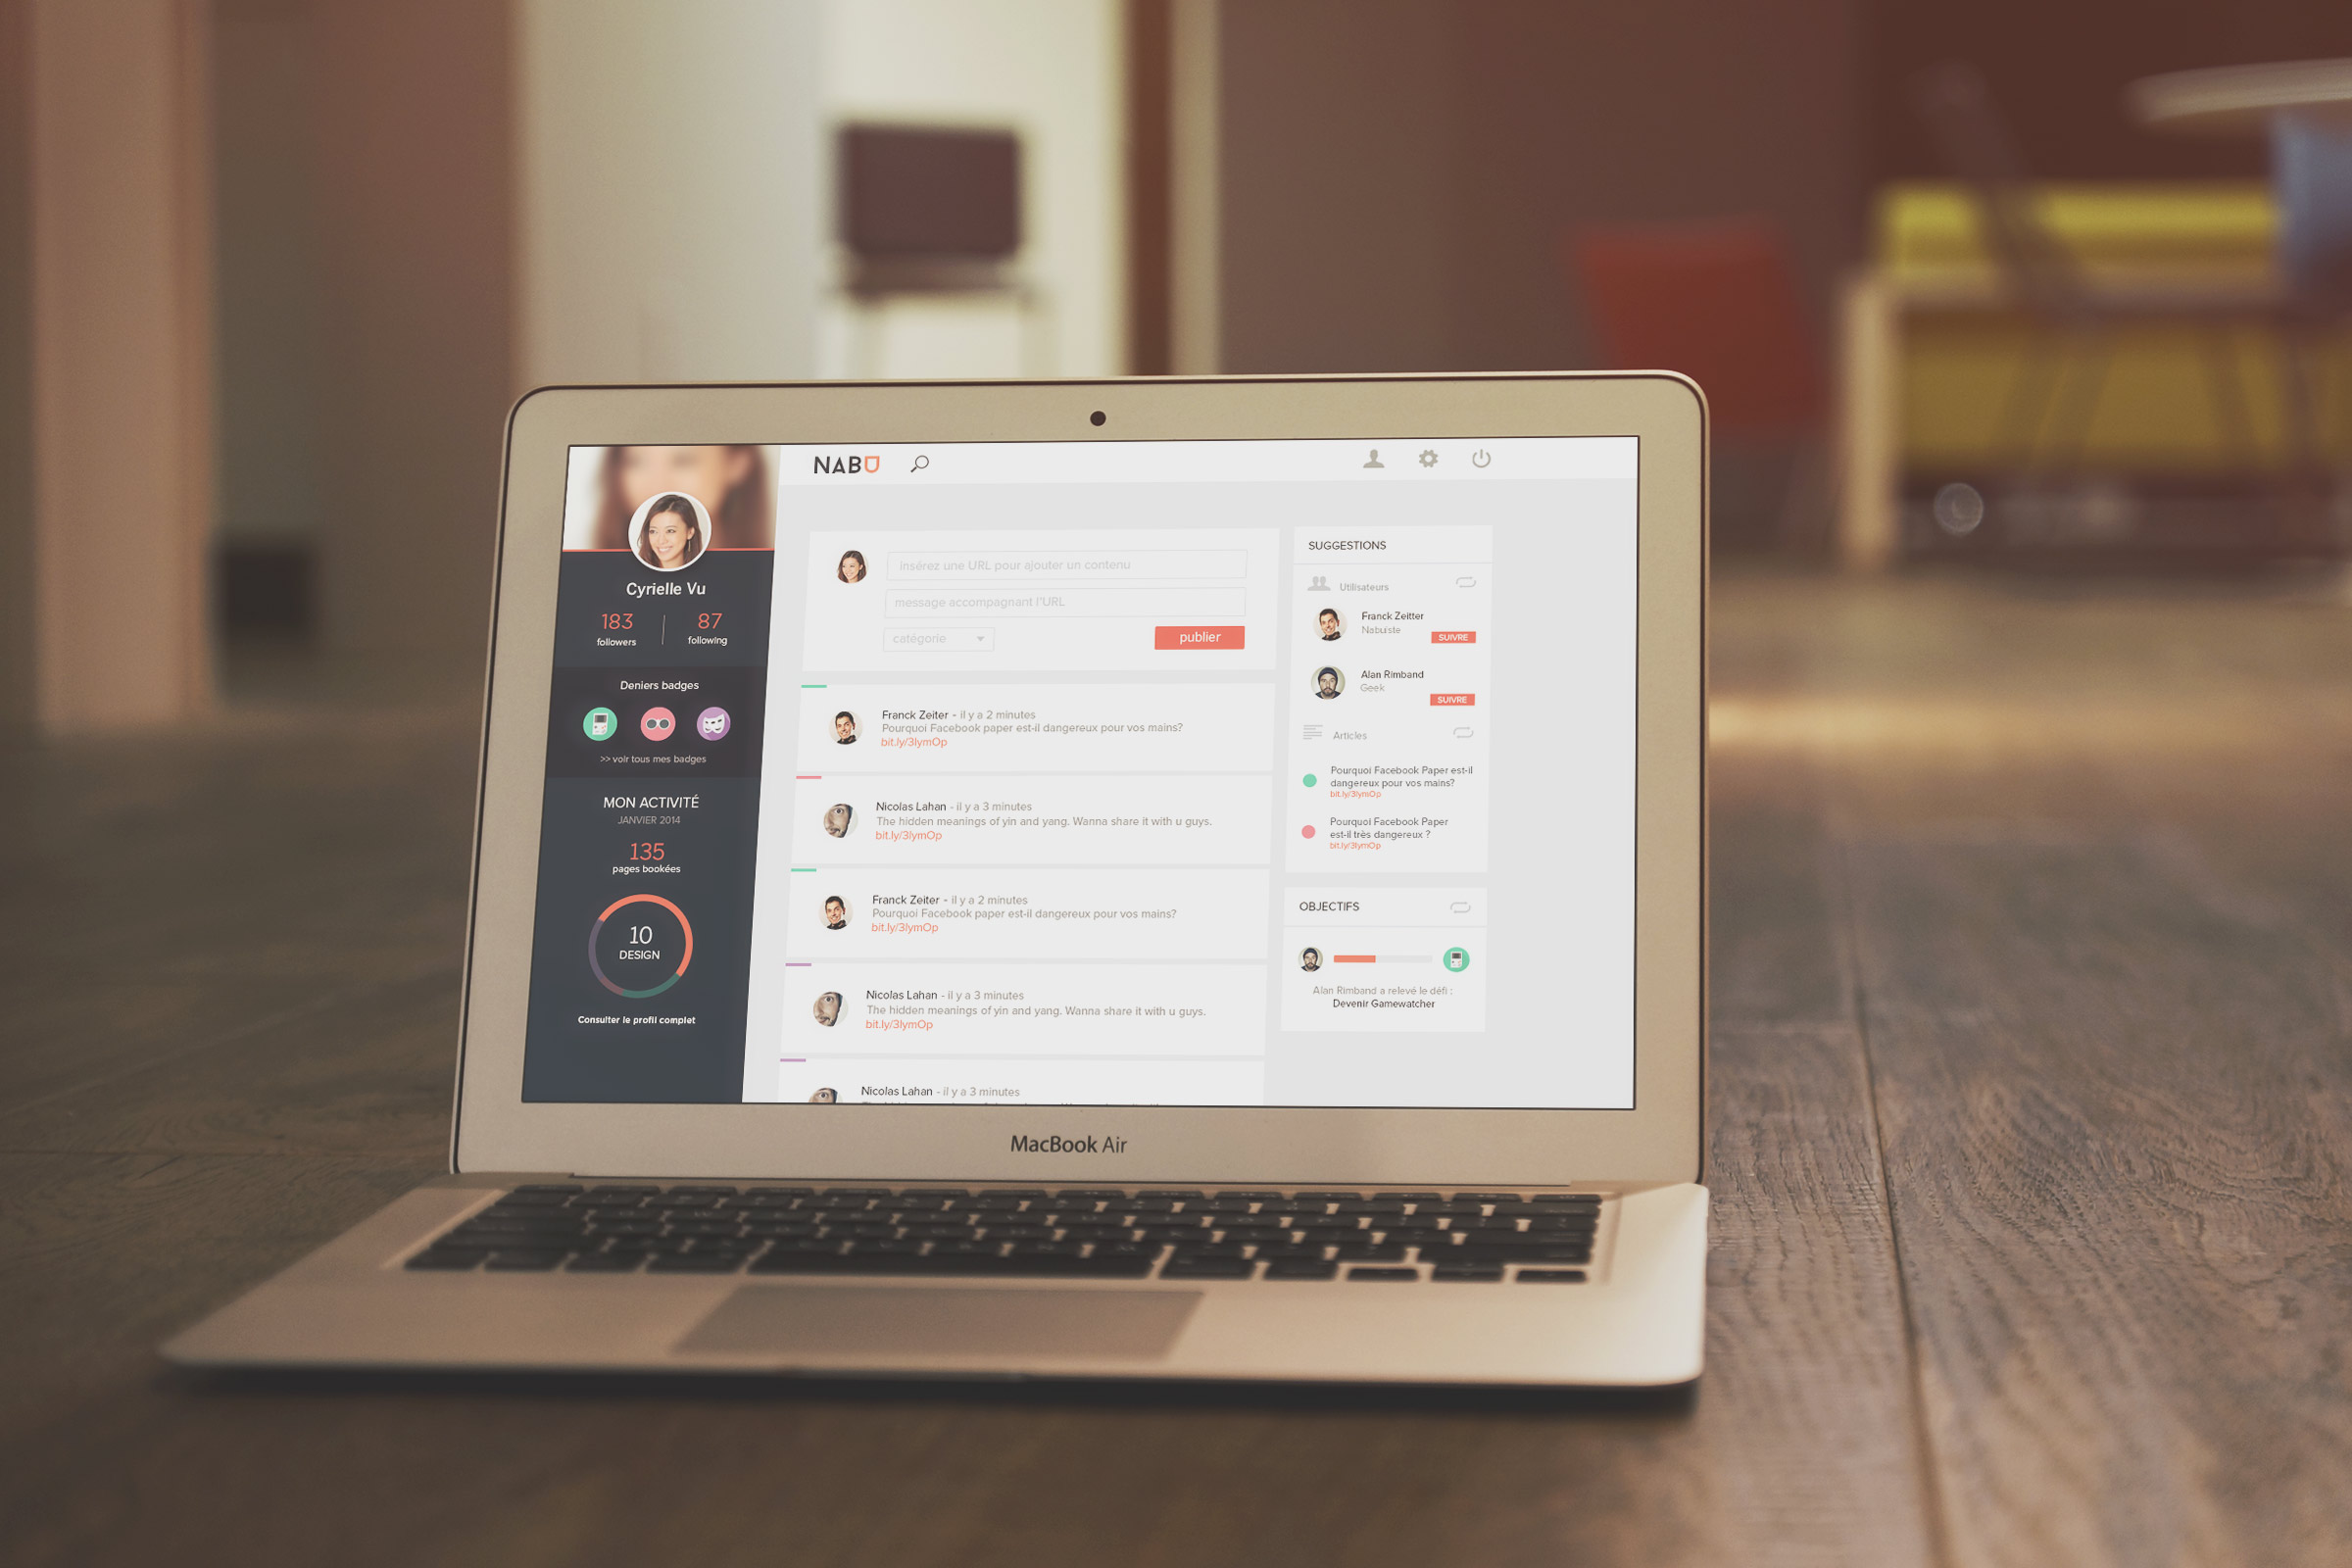 NABU
Cyrielle Vu
183
followers
87
following
Deniers badges
>> voir tous mes badges
MON ACTIVITÉ
JANVIER 2014
135
pages bookées
10
DESIGN
Consulter le profil complet
insérez une URL pour ajouter un contenu
message accompagnant l'URL
catégorie
publier
Franck Zeiter - il y a 2 minutes
Pourquoi Facebook paper est-il dangereux pour vos mains?
bit.ly/3lymOp
Nicolas Lahan - il y a 3 minutes
The hidden meanings of yin and yang. Wanna share it with u guys.
bit.ly/3lymOp
Franck Zeiter - il y a 2 minutes
Pourquoi Facebook paper est-il dangereux pour vos mains?
bit.ly/3lymOp
Nicolas Lahan - il y a 3 minutes
The hidden meanings of yin and yang. Wanna share it with u guys.
bit.ly/3lymOp
Nicolas Lahan - il y a 3 minutes
SUGGESTIONS
Utilisateurs
Franck Zeitter
Nabuiste
SUIVRE
Alan Rimband
Geek
SUIVRE
Articles
Pourquoi Facebook Paper est-il
dangereux pour vos mains?
bit.ly/3lymOp
Pourquoi Facebook Paper
est-il très dangereux ?
bit.ly/3lymOp
OBJECTIFS
Alan Rimband a relevé le défi :
Devenir Gamewatcher
MacBook Air